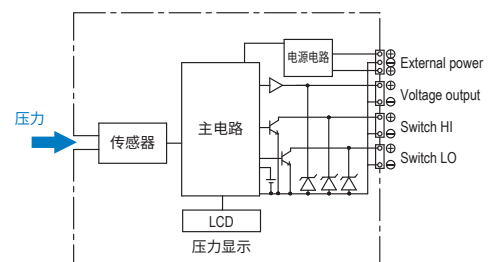 电源电路
External power
Voltage output
压力
传感器
主电路
Switch HI
Switch LO
LCD
压力显示